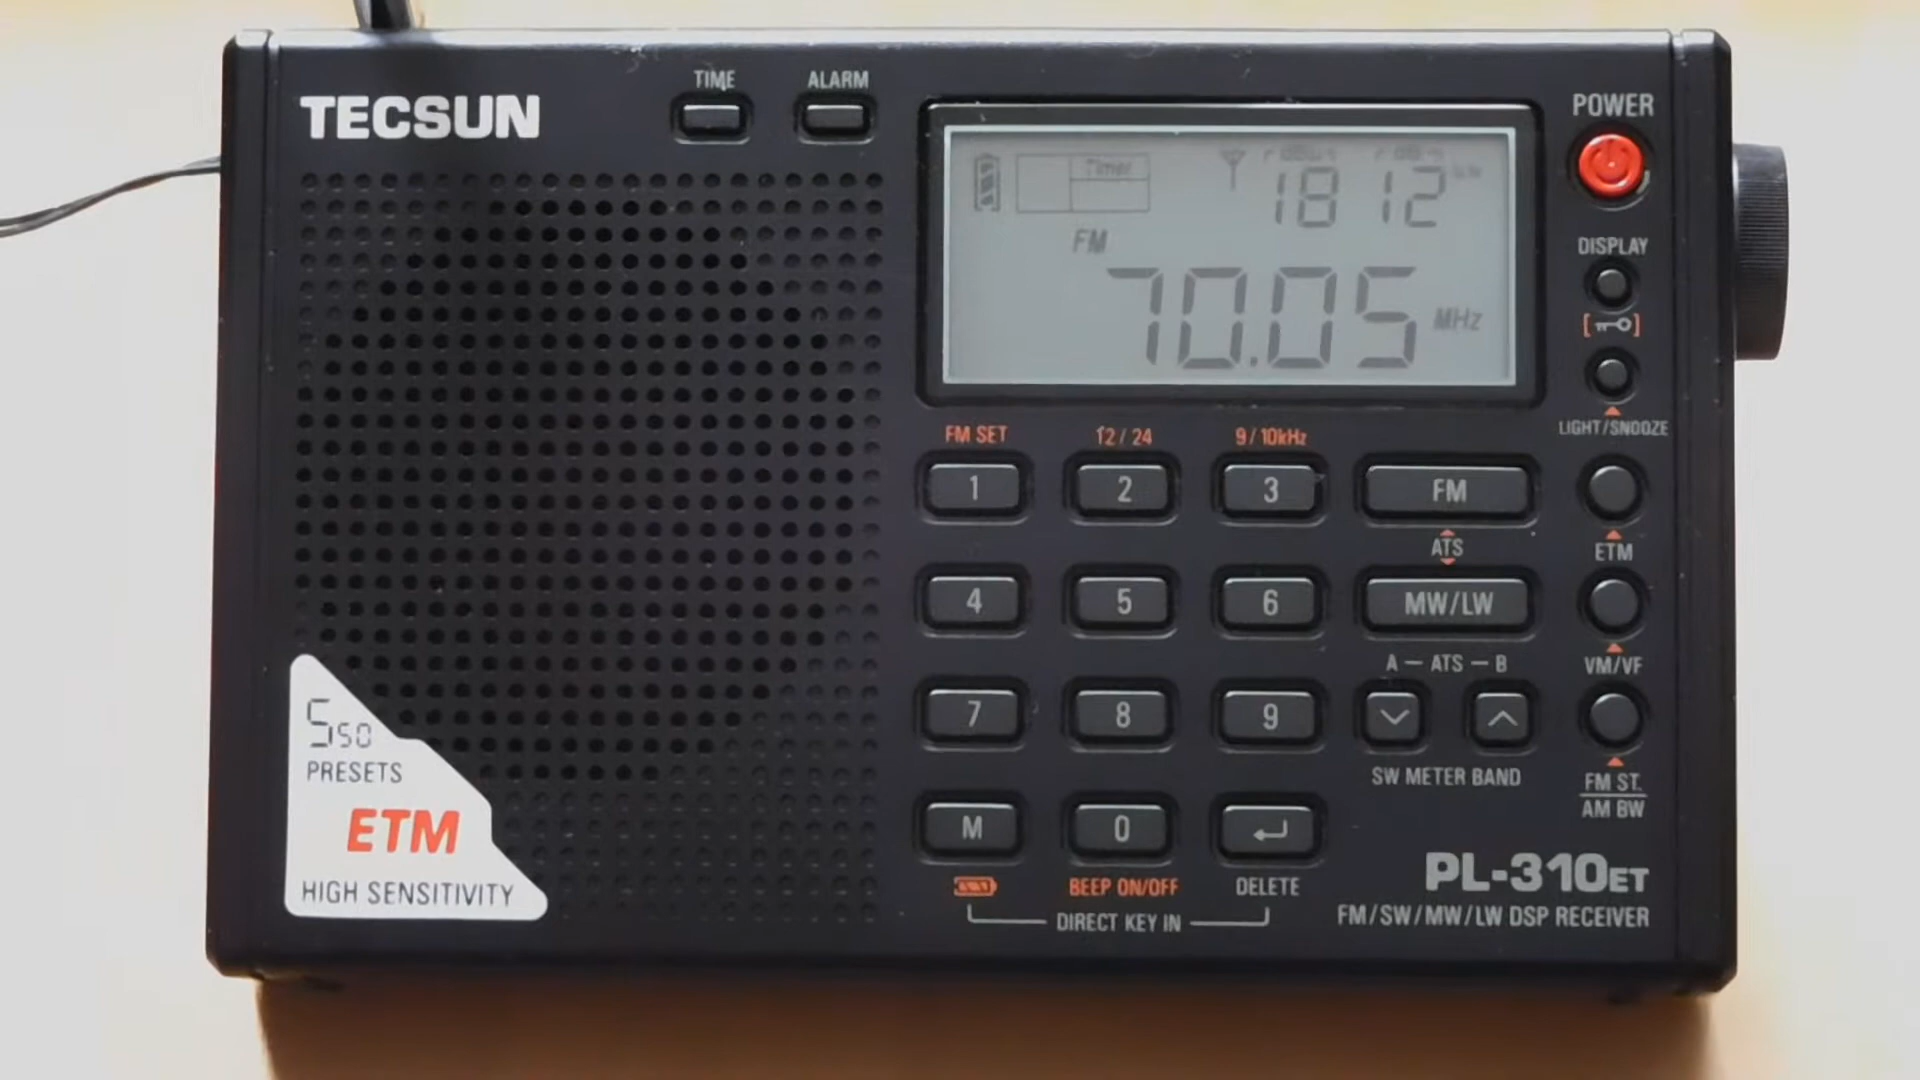 TECSUN
TIME ALARM
POWER
Timer
18 12
FM
70.05 MHz
DISPLAY
LIGHT/SNOOZE
FM SET 12/24 9/10kHz
1 2 3 FM
ATS
ETM
4 5 6 MW/LW
A — ATS — B
VM/VF
7 8 9
SW METER BAND
FM ST.
AM BW
M 0
BEEP ON/OFF DELETE
DIRECT KEY IN
550
PRESETS
ETM
HIGH SENSITIVITY
PL-310ET
FM/SW/MW/LW DSP RECEIVER